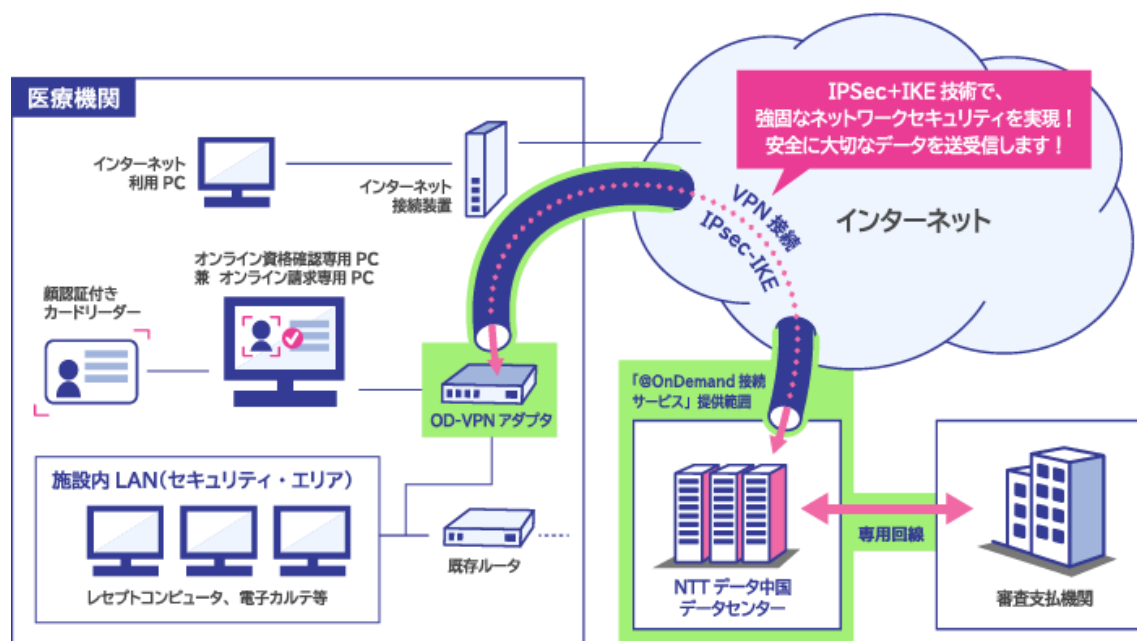 医療機関
IPSec+IKE 技術で、
強固なネットワークセキュリティを実現！
安全に大切なデータを送受信します！
インターネット
利用 PC
インターネット
接続装置
VPN 接続
IPsec-IKE
インターネット
オンライン資格確認専用 PC
兼 オンライン請求専用 PC
顔認証付き
カードリーダー
OD-VPN アダプタ
「@OnDemand 接続
サービス」提供範囲
施設内 LAN（セキュリティ・エリア）
レセプトコンピュータ、電子カルテ等
既存ルータ
NTT データ中国
データセンター
専用回線
審査支払機関